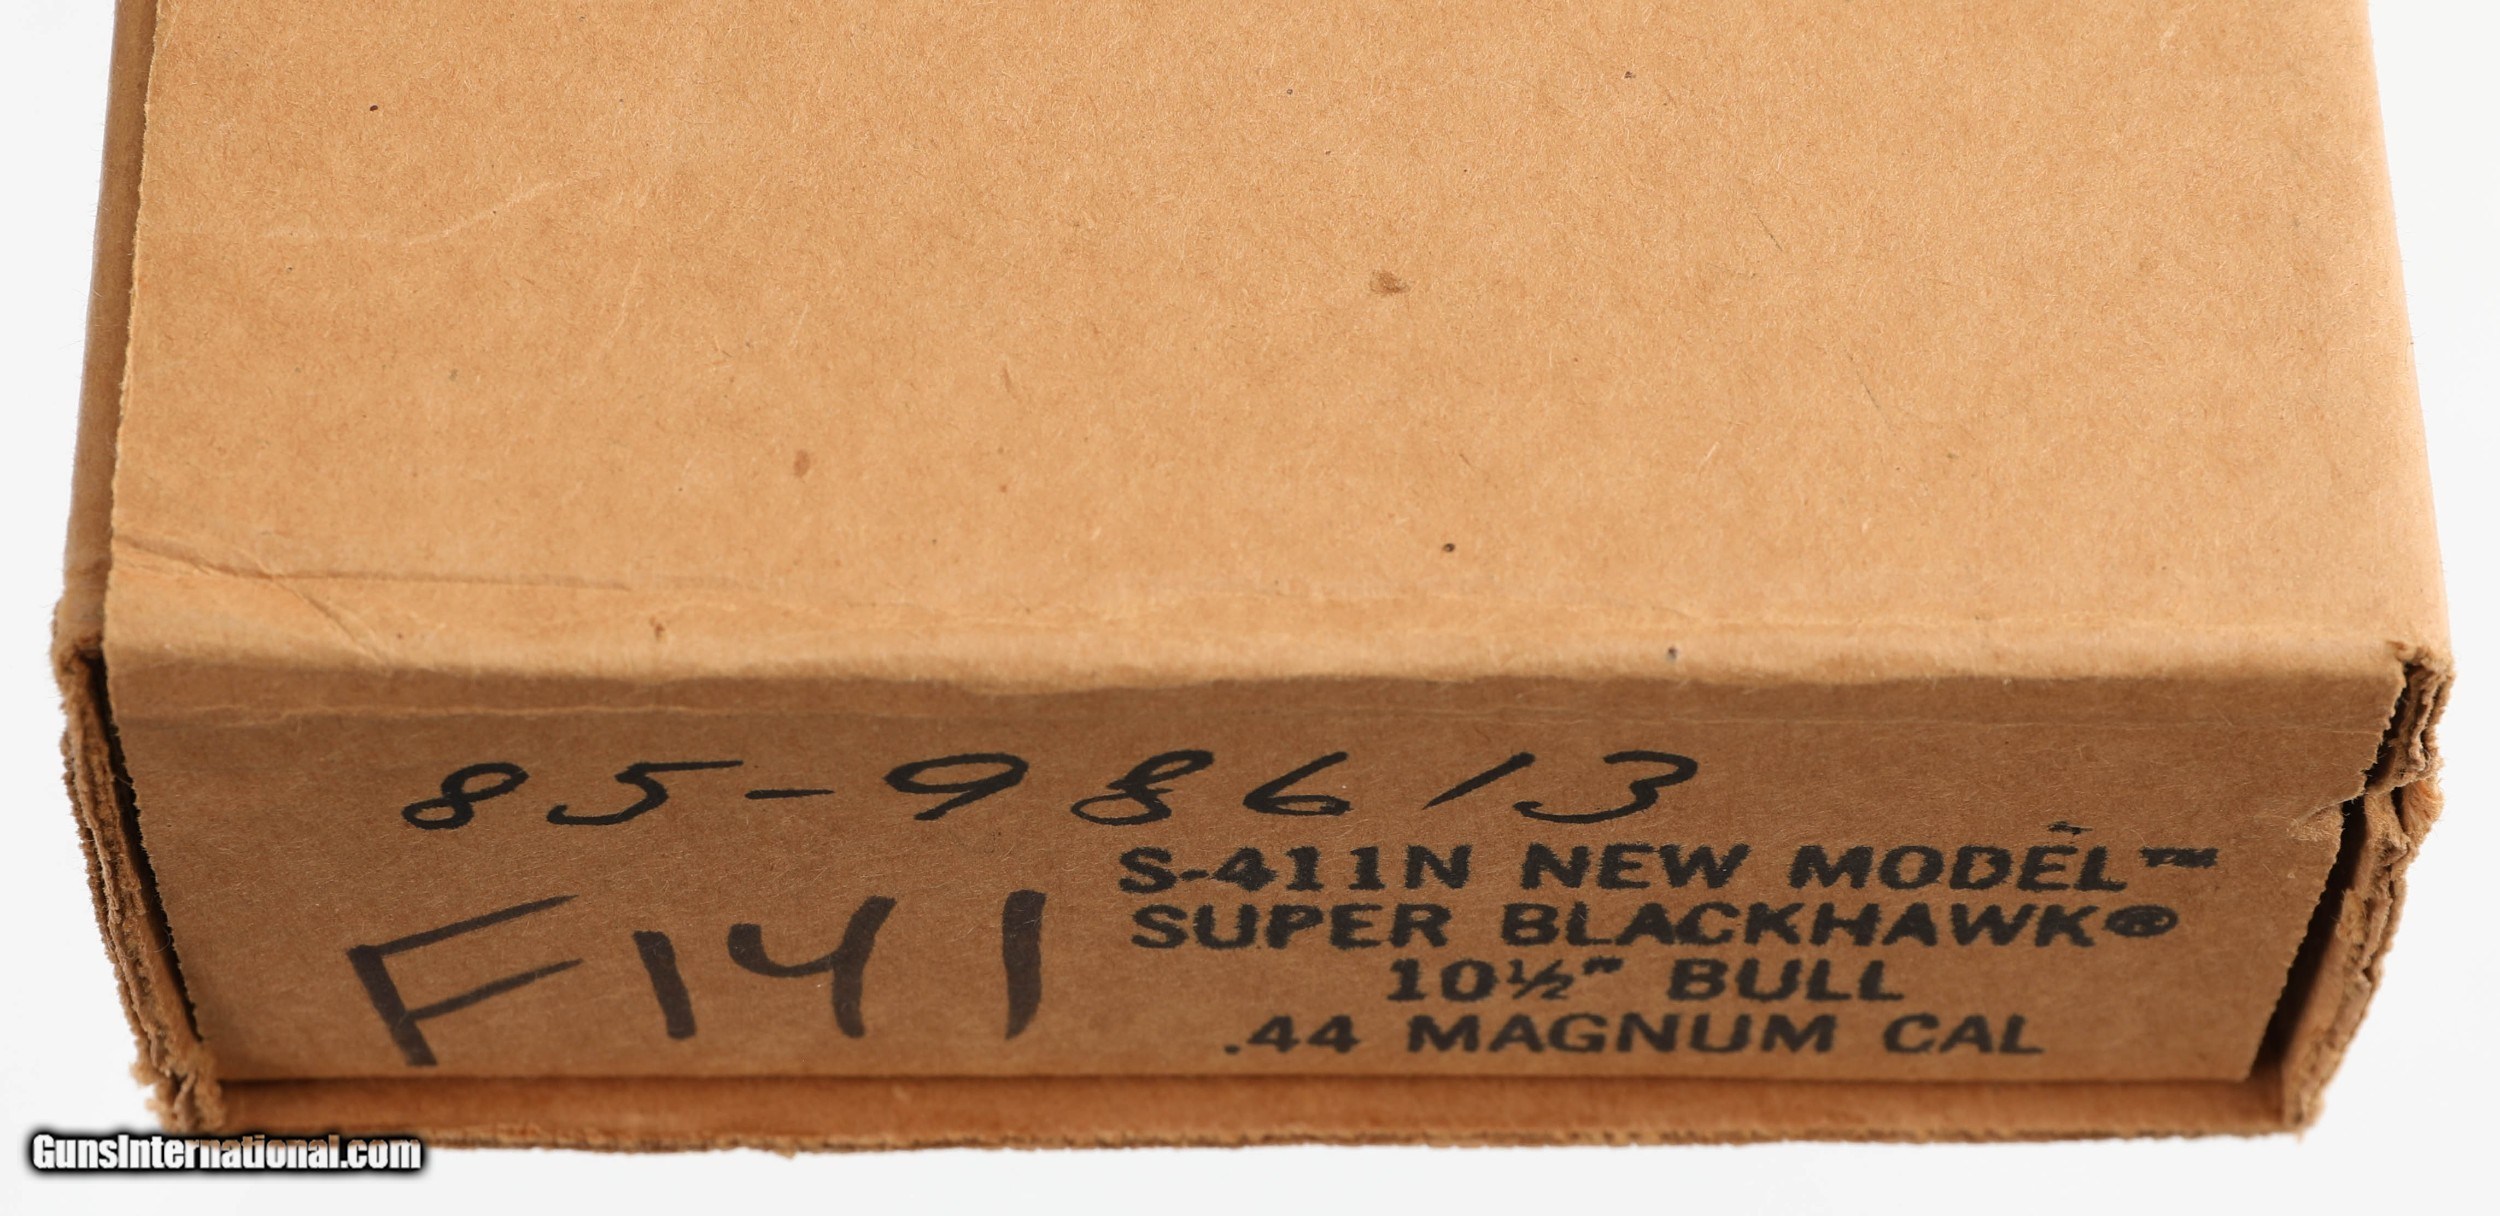 85-98613
S-411N NEW MODEL™
SUPER BLACKHAWK®
10½" BULL
.44 MAGNUM CAL
F141
GunsInternational.com